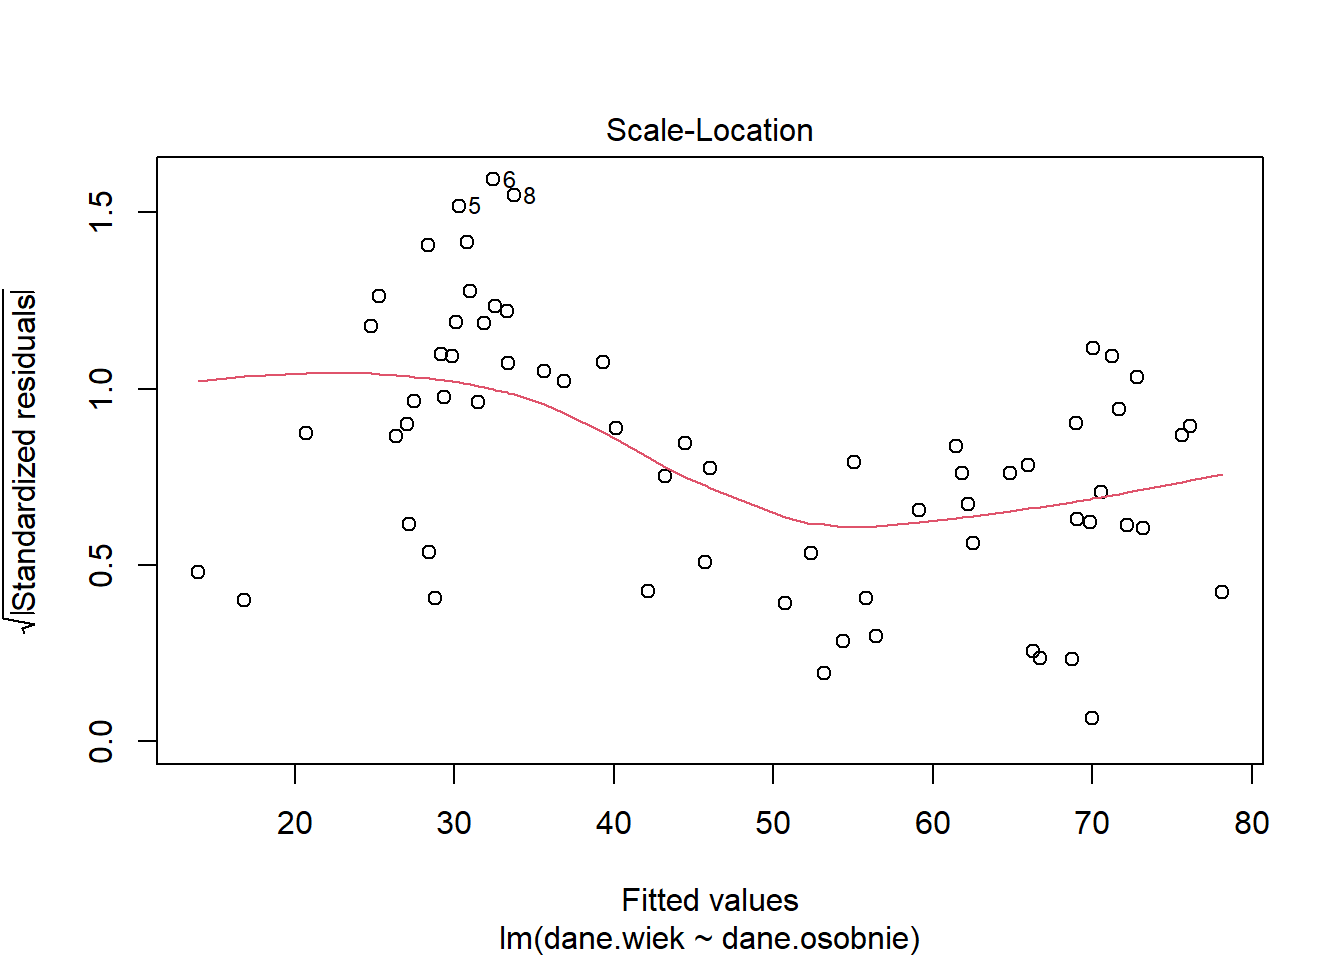 Scale-Location
√|Standardized residuals|
1.5
1.0
0.5
0.0
6
8
5
20 30 40 50 60 70 80
Fitted values
lm(dane.wiek ~ dane.osobnie)